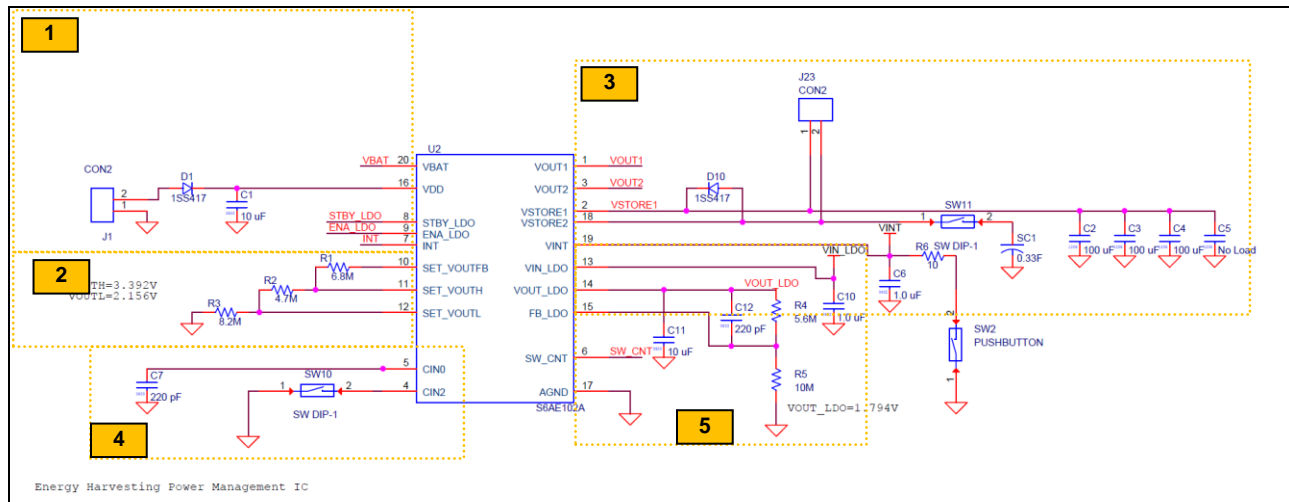 1
3
J23
CON2
1
2
U2
VBAT
20
VBAT
VOUT1
1
VOUT1
CON2
D1
1SS417
16
VDD
VOUT2
3
VOUT2
D10
1SS417
2
1
C1
10 uF
VSTORE1
2
VSTORE1
SW11
J1
STBY_LDO
8
STBY_LDO
VSTORE2
18
1
2
ENA_LDO
9
ENA_LDO
INT
7
INT
VINT
19
VINT
SW DIP-1
SC1
0.33F
C2
100 uF
C3
100 uF
C4
100 uF
C5
No Load
2
R1
6.8M
10
SET_VOUTFB
VIN_LDO
13
VIN_LDO
R6
10
C6
1.0 uF
TH=3.392V
VOUTL=2.156V
R2
4.7M
11
SET_VOUTH
VOUT_LDO
14
VOUT_LDO
R3
8.2M
12
SET_VOUTL
FB_LDO
15
C12
220 pF
R4
5.6M
C10
1.0 uF
C11
10 uF
2
SW2
PUSHBUTTON
1
SW_CNT
6
SW_CNT
C7
220 pF
5
CIN0
SW10
1
2
4
CIN2
SW DIP-1
AGND
17
S6AE102A
R5
10M
VOUT_LDO=1.794V
4
5
Energy Harvesting Power Management IC